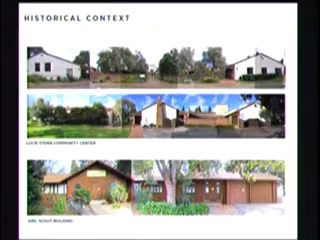 HISTORICAL CONTEXT
LUCIE STERN COMMUNITY CENTER
GIRL SCOUT BUILDING